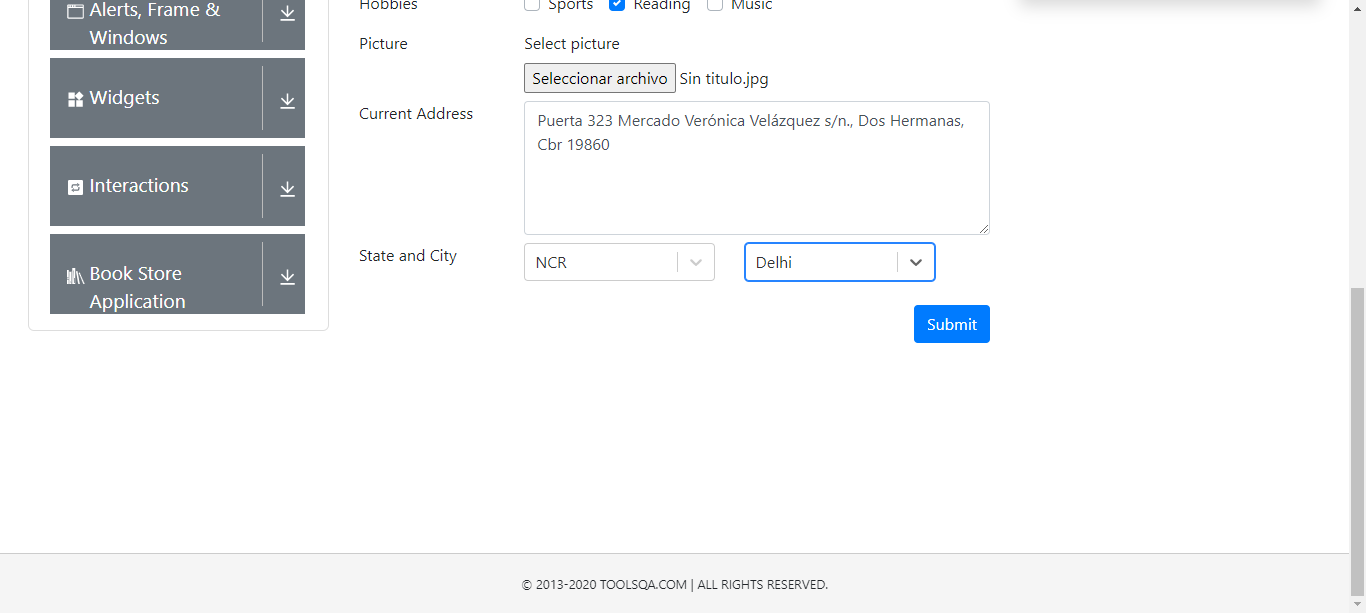 Alerts, Frame &
Windows
Widgets
Interactions
Book Store
Application
Hobbies
Sports Reading Music
Picture
Select picture
Seleccionar archivo Sin titulo.jpg
Current Address
Puerta 323 Mercado Verónica Velázquez s/n., Dos Hermanas,
Cbr 19860
State and City
NCR
Delhi
Submit
© 2013-2020 TOOLSQA.COM | ALL RIGHTS RESERVED.